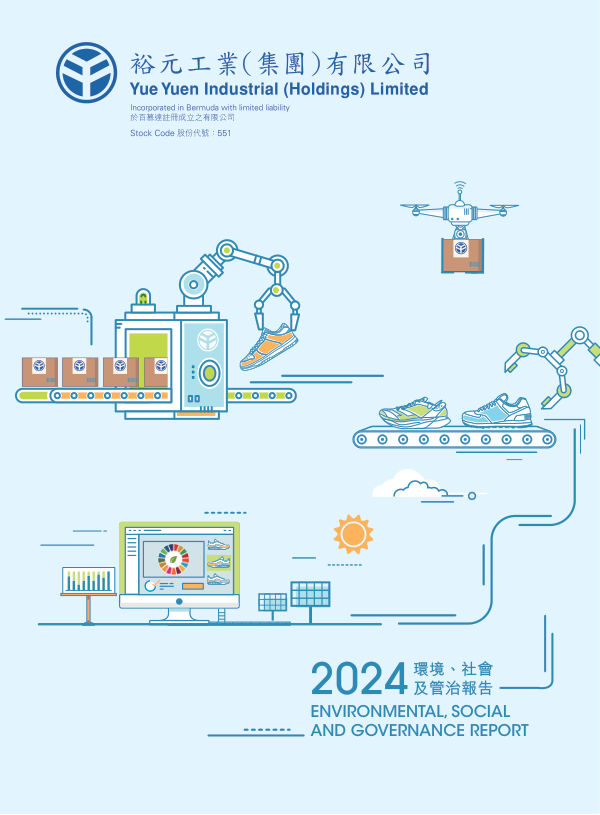 裕元工業(集團)有限公司
Yue Yuen Industrial (Holdings) Limited
Incorporated in Bermuda with limited liability
於百慕達註冊成立之有限公司
Stock Code 股份代號：551
2024 環境、社會
及管治報告
ENVIRONMENTAL, SOCIAL
AND GOVERNANCE REPORT